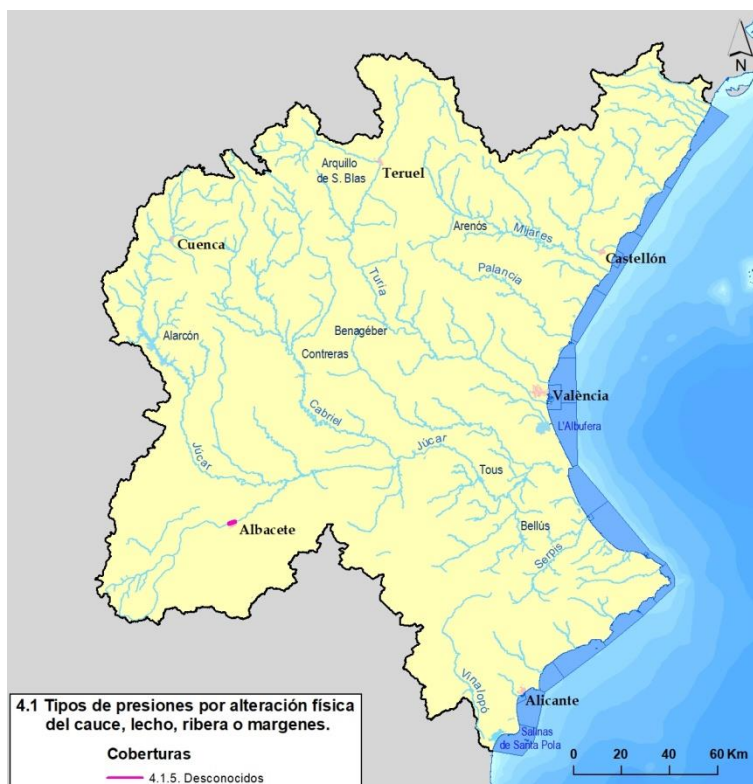 N
Arquillo
de S. Blas
Teruel
Cuenca
Arenós
Mijares
Castellón
Palancia
Turia
Alarcón
Benagéber
Contreras
València
L'Albufera
Cabriel
Júcar
Júcar
Tous
Albacete
Bellús
Serpis
Vinalopó
Alicante
Salinas
de Santa Pola
4.1 Tipos de presiones por alteración física
del cauce, lecho, ribera o margenes.
Coberturas
4.1.5. Desconocidos
0 20 40 60 Km